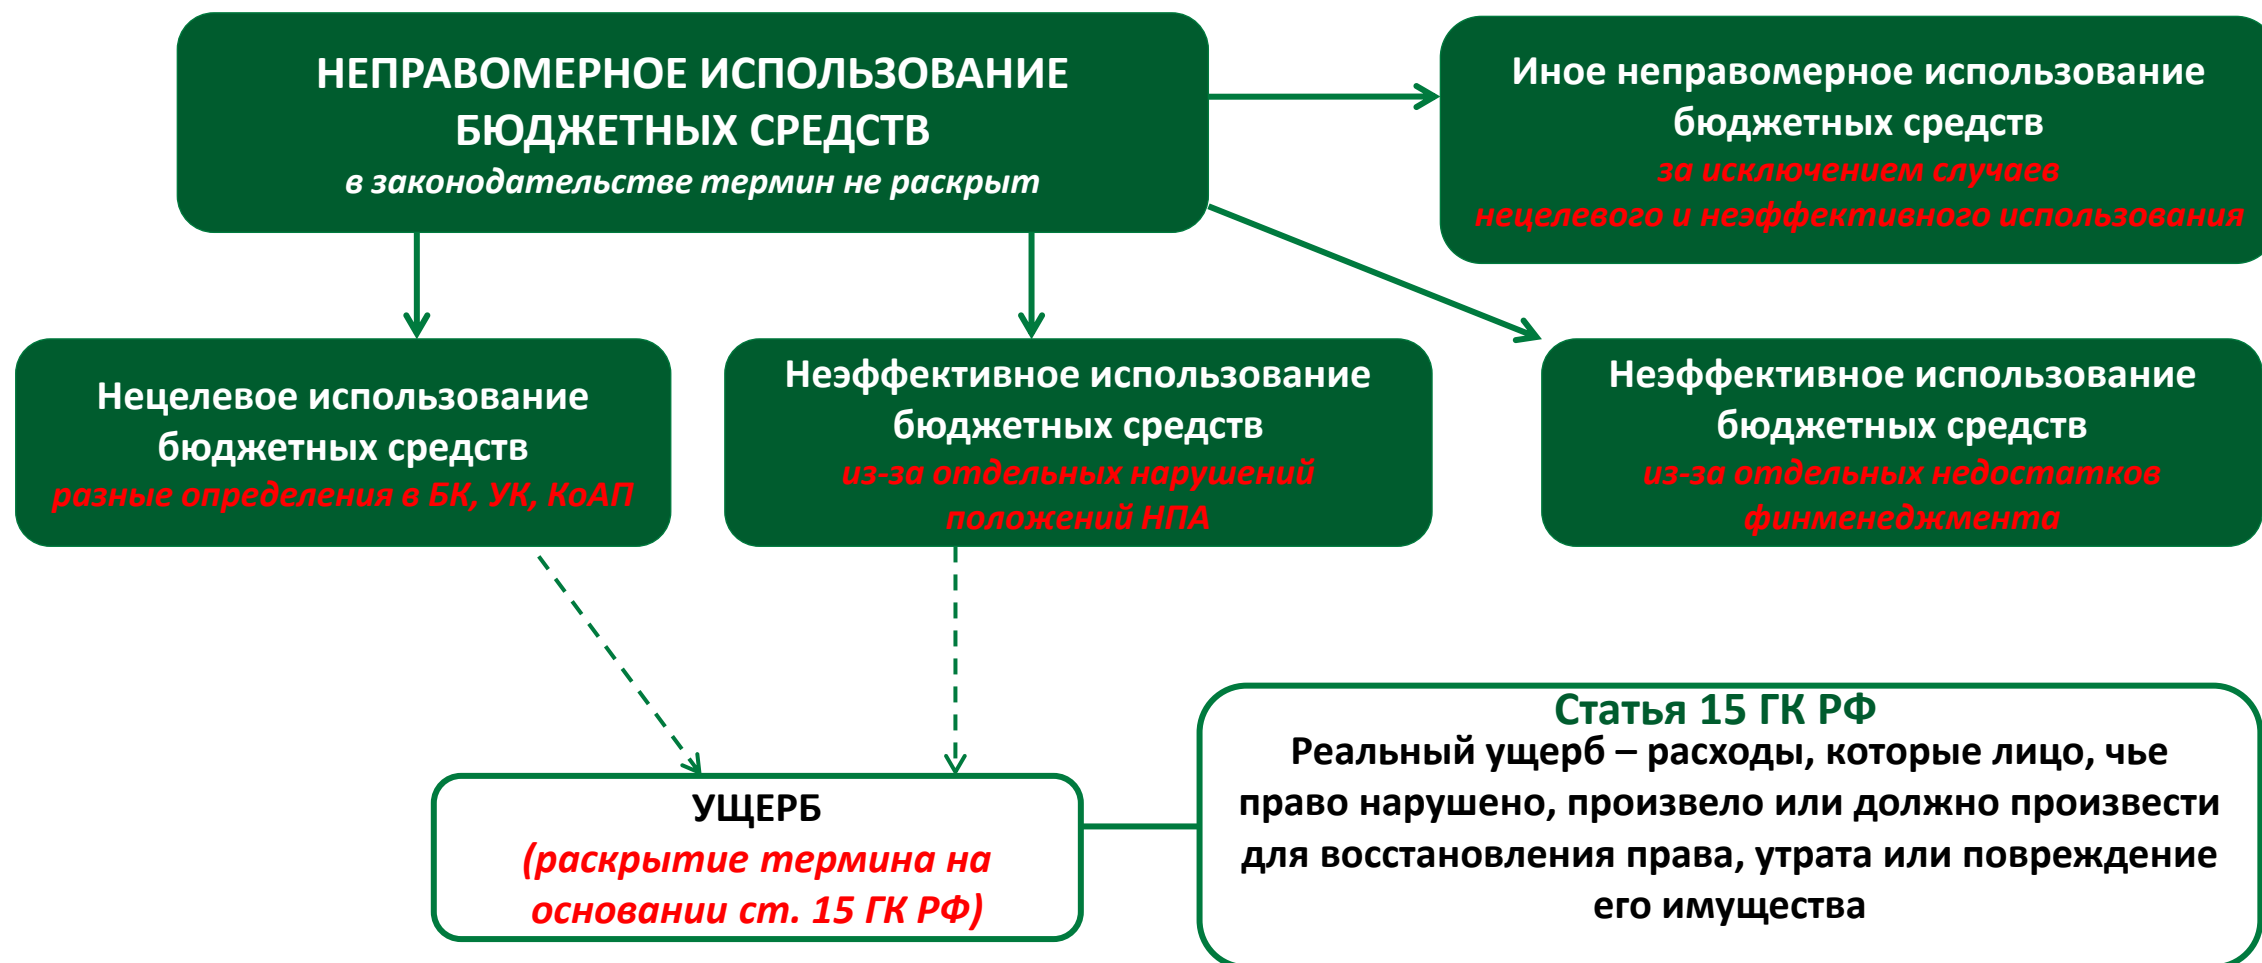 НЕПРАВОМЕРНОЕ ИСПОЛЬЗОВАНИЕ
БЮДЖЕТНЫХ СРЕДСТВ
в законодательстве термин не раскрыт
Иное неправомерное использование
бюджетных средств
за исключением случаев
нецелевого и неэффективного использования
Нецелевое использование
бюджетных средств
разные определения в БК, УК, КоАП
Неэффективное использование
бюджетных средств
из-за отдельных нарушений
положений НПА
Неэффективное использование
бюджетных средств
из-за отдельных недостатков
финменеджмента
УЩЕРБ
(раскрытие термина на
основании ст. 15 ГК РФ)
Статья 15 ГК РФ
Реальный ущерб – расходы, которые лицо, чье
право нарушено, произвело или должно произвести
для восстановления права, утрата или повреждение
его имущества